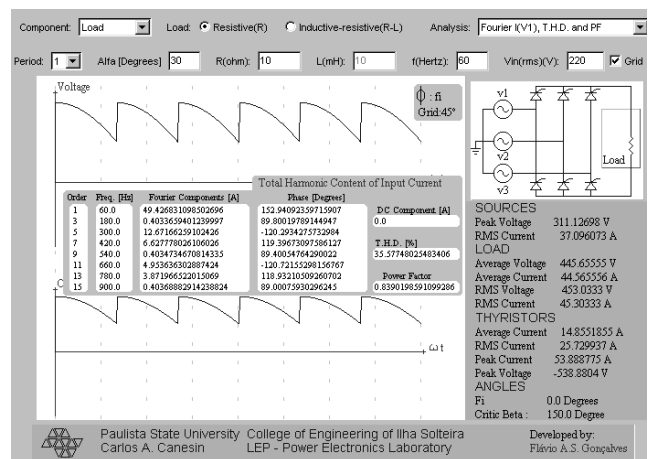 Component: Load Load: Resistive(R) Inductive-resistive(R-L) Analysis: Fourier I(V1), T.H.D. and PF
Period: 1 Alfa [Degrees] 30 R(ohm): 10 L(mH): 10 f(Hertz): 60 Vin(rms)(V): 220 Grid
Voltage
ϕ : fi
Grid:45°
Total Harmonic Content of Input Current
Order Freq. [Hz] Fourier Components [A] Phase [Degrees]
1 60.0 49.426831098502696 152.94092359715907
3 180.0 0.4033659401239997 89.80019789144947
5 300.0 12.67166259102426 -120.2934275732984
7 420.0 6.627778026106026 119.39673097586127
9 540.0 0.4034734670814335 89.40054764290022
11 660.0 4.953636302887424 -120.72155298156767
13 780.0 3.871966522015069 118.93210509260702
15 900.0 0.40368892914238824 89.00075930296245
DC Component [A]
0.0
T.H.D. [%]
35.57748025483406
Power Factor
0.8390198591099286
C
ωt
v1
v2
v3
Load
SOURCES
Peak Voltage 311.12698 V
RMS Current 37.096073 A
LOAD
Average Voltage 445.65555 V
Average Current 44.565556 A
RMS Voltage 453.0333 V
RMS Current 45.30333 A
THYRISTORS
Average Current 14.8551855 A
RMS Current 25.729937 A
Peak Current 53.888775 A
Peak Voltage -538.8804 V
ANGLES
Fi 0.0 Degrees
Critic Beta : 150.0 Degree
Paulista State University College of Engineering of Ilha Solteira
Carlos A. Canesin LEP - Power Electronics Laboratory
Developed by:
Flávio A.S. Gonçalves